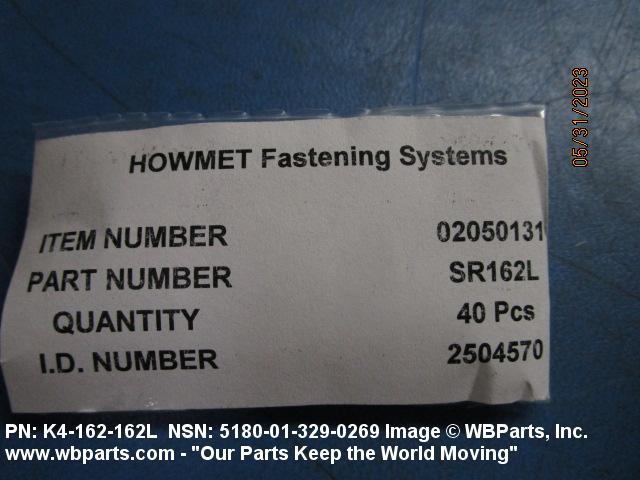 05/31/2023
HOWMET Fastening Systems
ITEM NUMBER 02050131
PART NUMBER SR162L
QUANTITY 40 Pcs
I.D. NUMBER 2504570
PN: K4-162-162L NSN: 5180-01-329-0269 Image © WBParts, Inc.
www.wbparts.com - "Our Parts Keep the World Moving"